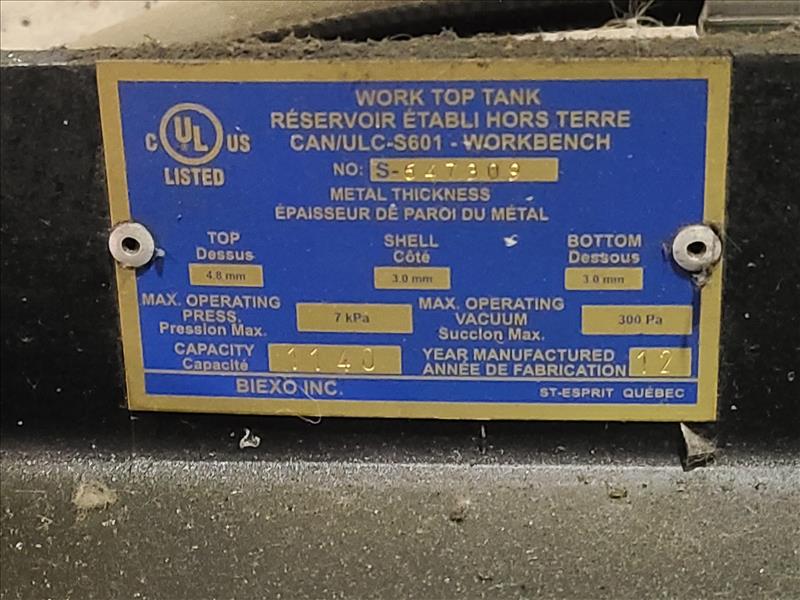 C UL US
LISTED
WORK TOP TANK
RÉSERVOIR ÉTABLI HORS TERRE
CAN/ULC-S601 - WORKBENCH
NO: S-647309
METAL THICKNESS
ÉPAISSEUR DE PAROI DU MÉTAL
TOP SHELL BOTTOM
Dessus Côté Dessous
4.8 mm 3.0 mm 3.0 mm
MAX. OPERATING PRESS. 7 kPa
Pression Max.
MAX. OPERATING VACUUM 300 Pa
Succion Max.
CAPACITY 1140
Capacité
YEAR MANUFACTURED 12
ANNÉE DE FABRICATION
BIEXO INC. ST-ESPRIT QUÉBEC